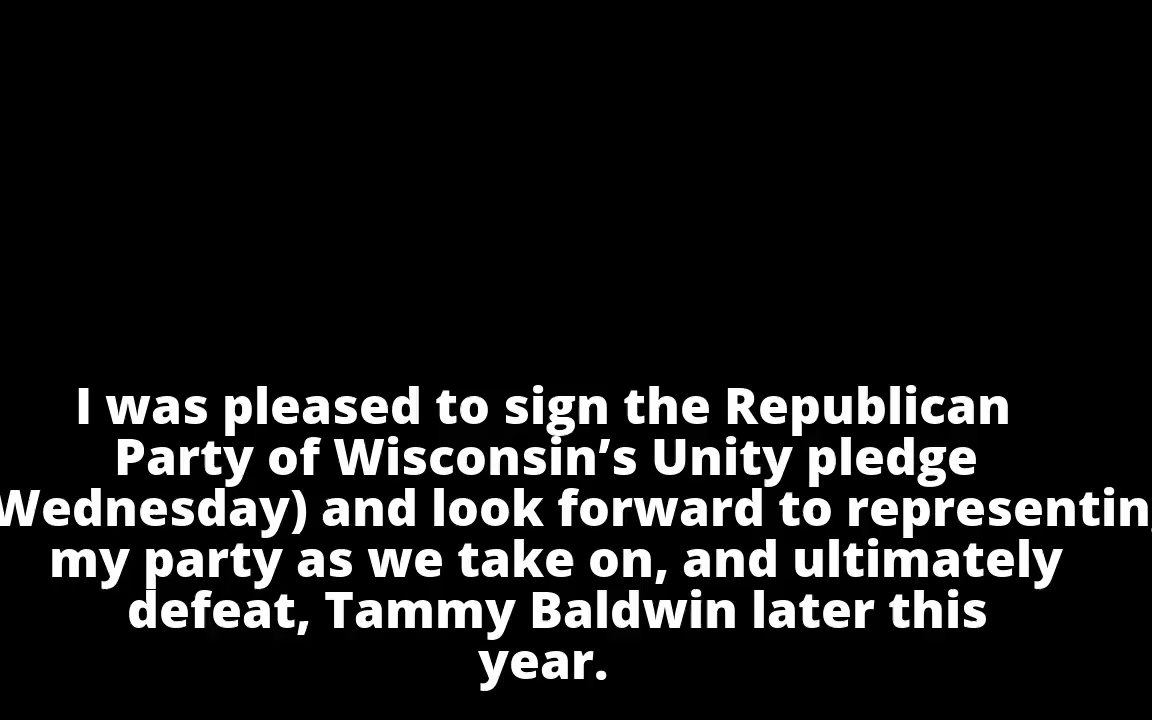 I was pleased to sign the Republican
Party of Wisconsin’s Unity pledge
Wednesday) and look forward to representing
my party as we take on, and ultimately
defeat, Tammy Baldwin later this
year.